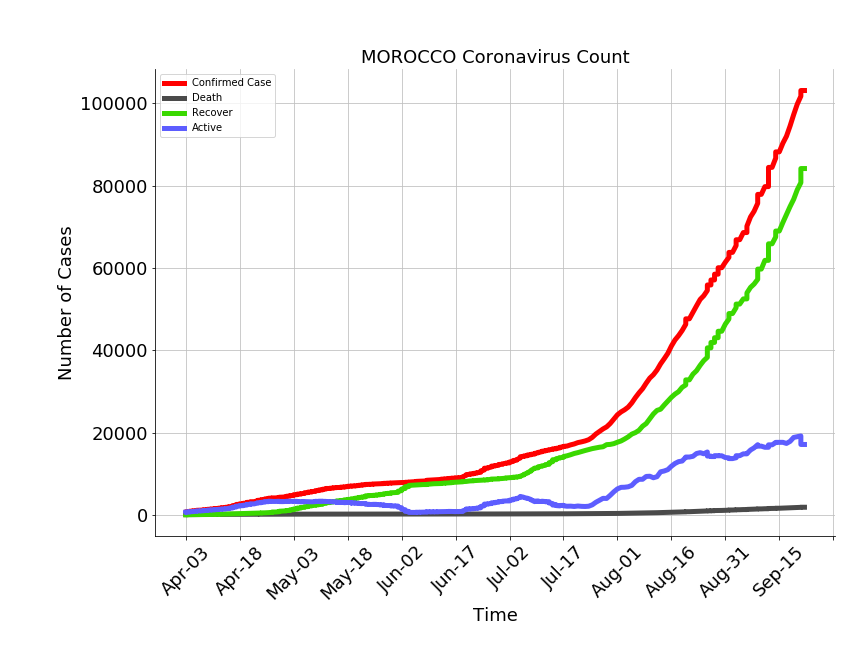 MOROCCO Coronavirus Count
Confirmed Case
Death
Recover
Active
100000
80000
60000
40000
20000
0
Number of Cases
Apr-03
Apr-18
May-03
May-18
Jun-02
Jun-17
Jul-02
Jul-17
Aug-01
Aug-16
Aug-31
Sep-15
Time